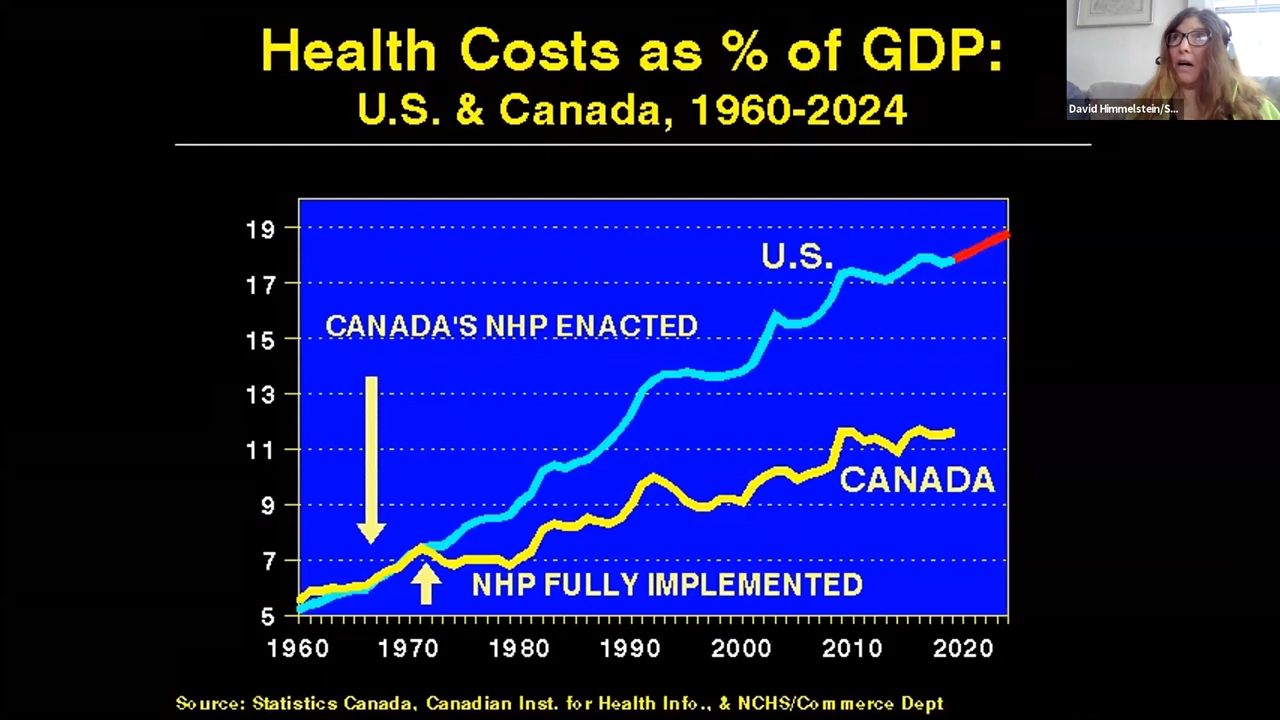 Health Costs as % of GDP:
U.S. & Canada, 1960-2024
David Himmelstein/S...
19
17
15
13
11
9
7
5
U.S.
CANADA'S NHP ENACTED
CANADA
NHP FULLY IMPLEMENTED
1960 1970 1980 1990 2000 2010 2020
Source: Statistics Canada, Canadian Inst. for Health Info., & NCHS/Commerce Dept